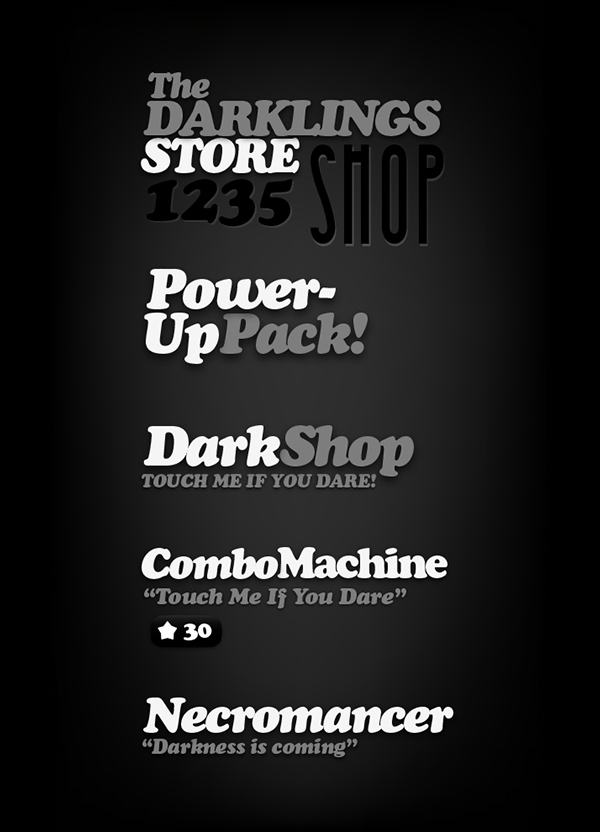 The
DARKLINGS
STORE
1235 SHOP
Power-
UpPack!
DarkShop
TOUCH ME IF YOU DARE!
ComboMachine
“Touch Me If You Dare”
30
Necromancer
“Darkness is coming”